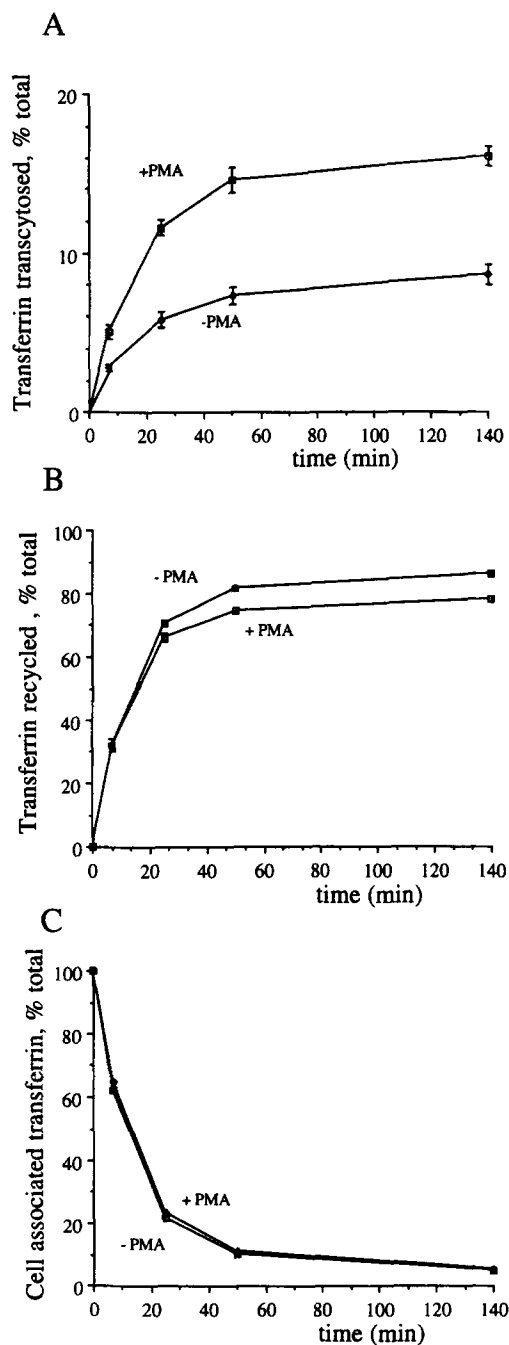 A
Transferrin transcytosed, % total
20
10
0
+PMA
-PMA
0 20 40 60 80 100 120 140
time (min)
B
Transferrin recycled , % total
100
80
60
40
20
0
- PMA
+ PMA
0 20 40 60 80 100 120 140
time (min)
C
Cell associated transferrin, % total
100
80
60
40
20
0
+ PMA
- PMA
0 20 40 60 80 100 120 140
time (min)